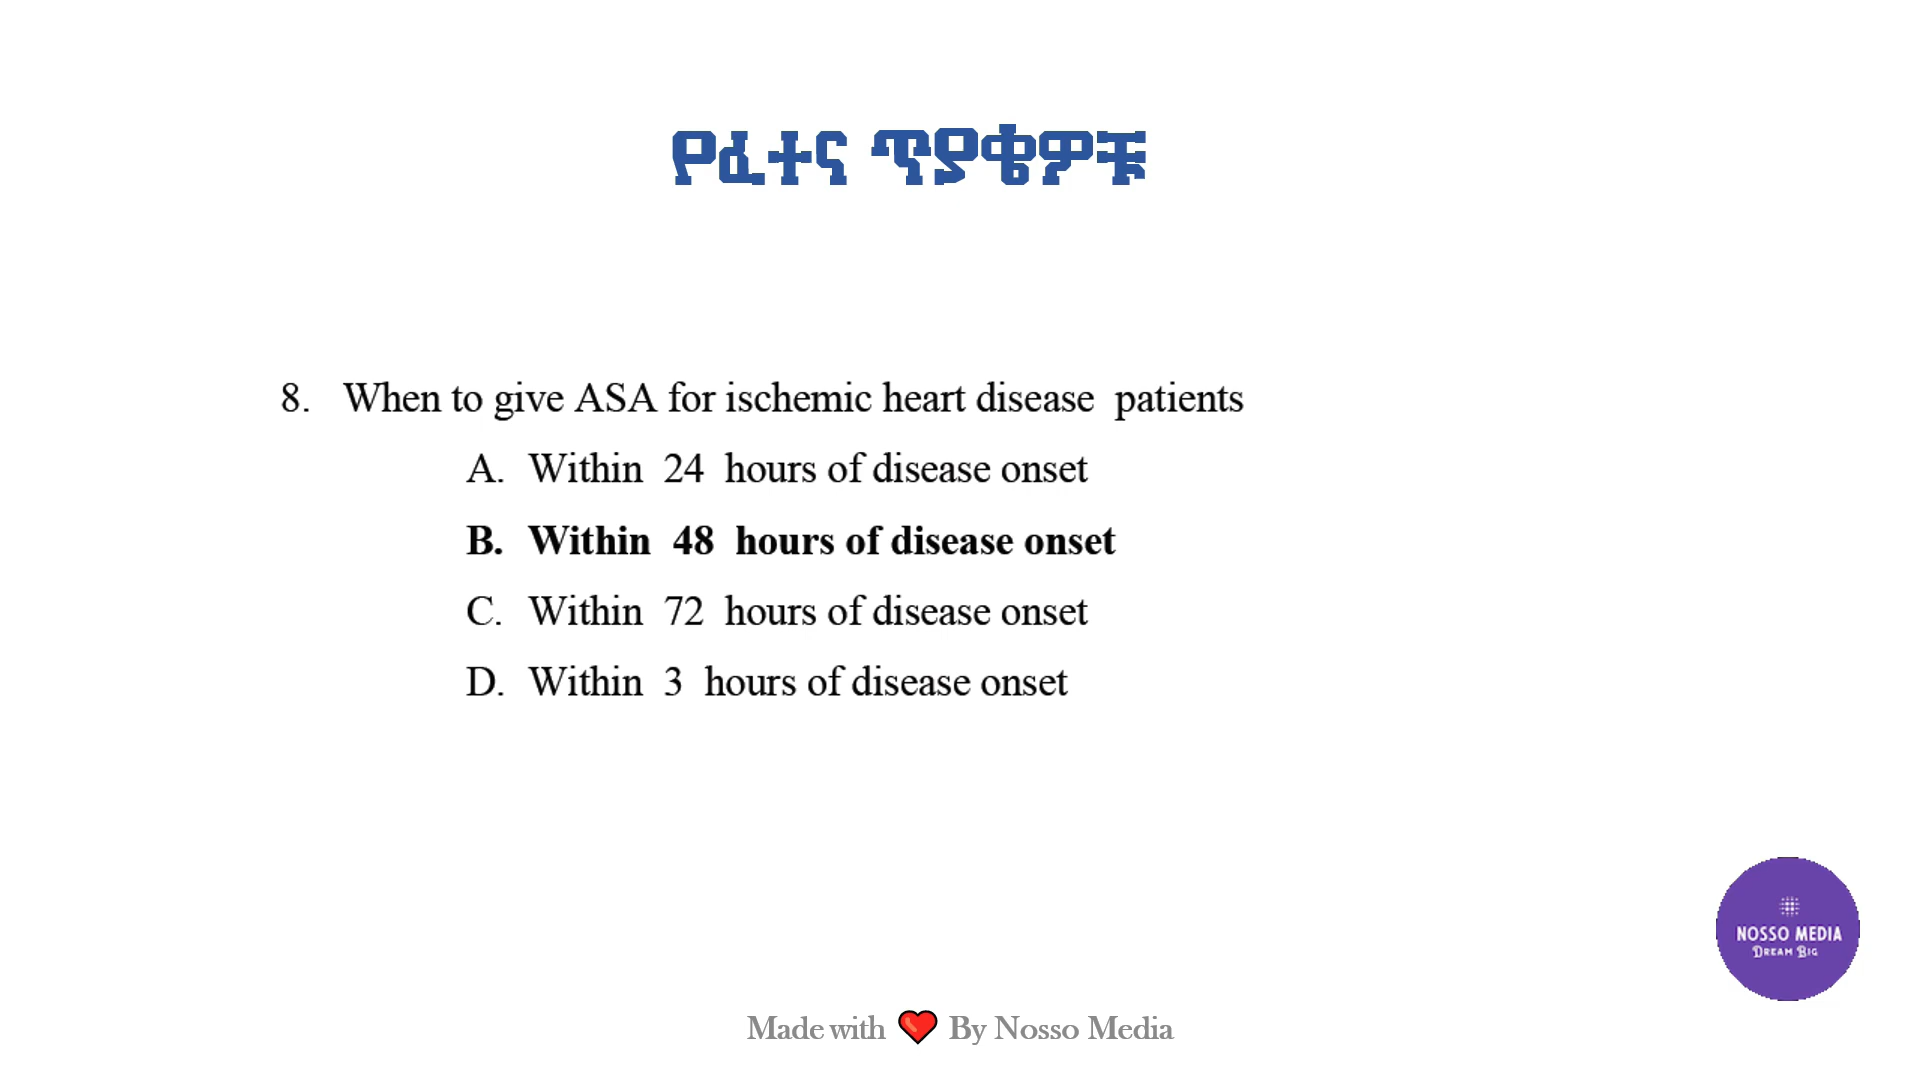 የፈተና ጥያቄዎቹ
8. When to give ASA for ischemic heart disease patients
A. Within 24 hours of disease onset
B. Within 48 hours of disease onset
C. Within 72 hours of disease onset
D. Within 3 hours of disease onset
NOSSO MEDIA
DREAM BIG
Made with ❤️ By Nosso Media